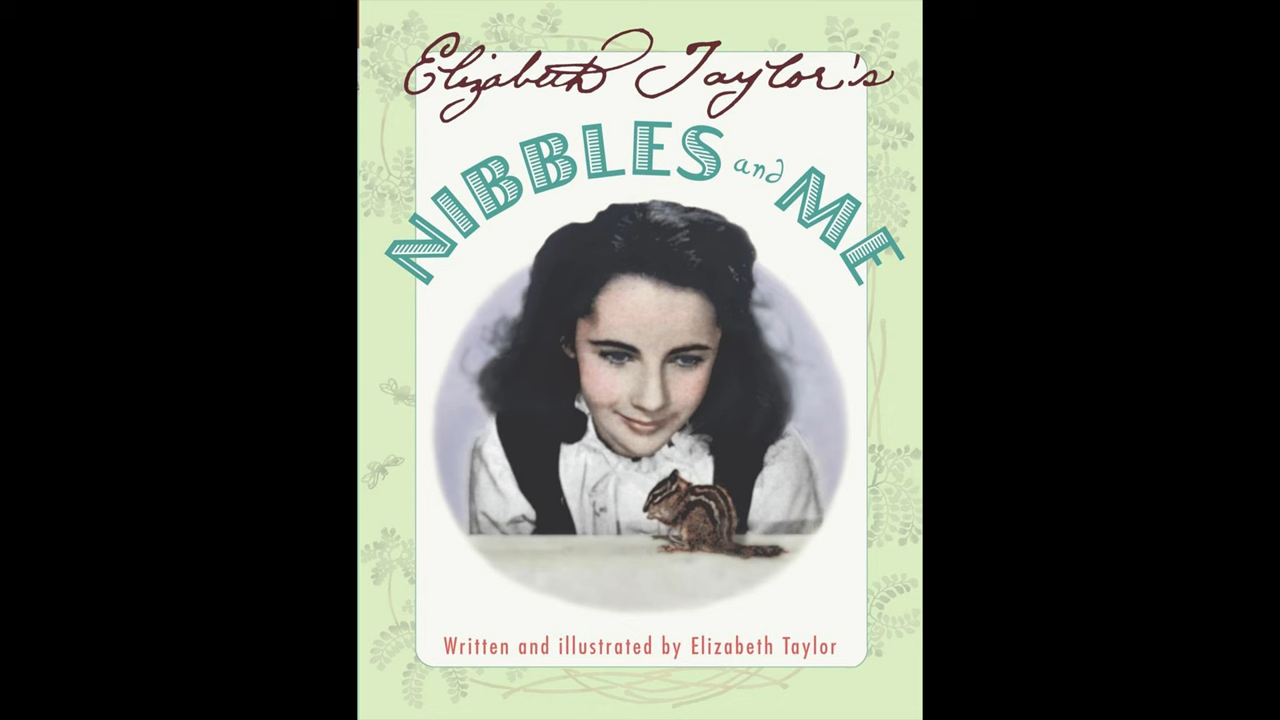 Elizabeth Taylor's
NIBBLES and ME
Written and illustrated by Elizabeth Taylor